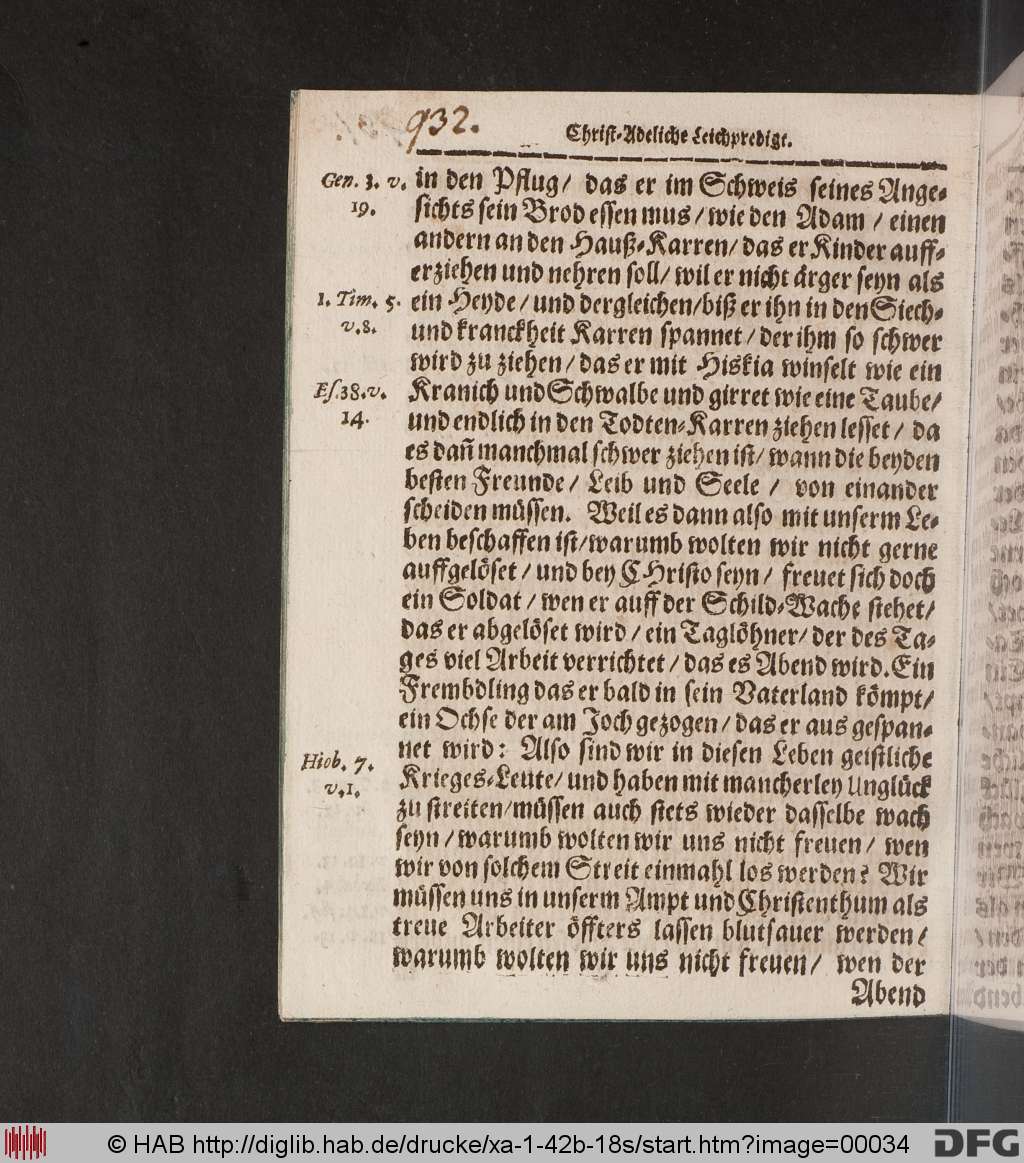 932.
Christ-Adeliche Leichpredigt.
Gen. 3. v. 19.
in den Pflug/ das er im Schweis seines Ange-
sichts sein Brod essen mus/ wie den Adam/ einen
andern an den Hauß-Karren/ das er Kinder auff-
erziehen und nehren soll/ wil er nicht ärger seyn als
1. Tim. 5. v. 8.
ein Heyde/ und dergleichen/ biß er ihn in den Siech-
und kranckheit Karren spannet/ der ihm so schwer
wird zu ziehen/ das er mit Hiskia winselt wie ein
Es. 38. v. 14.
Kranich und Schwalbe und girret wie eine Taube/
und endlich in den Todten-Karren ziehen lesset/ da
es dañ manchmal schwer ziehen ist/ wann die beyden
besten Freunde/ Leib und Seele/ von einander
scheiden müssen. Weil es dann also mit unserm Le-
ben beschaffen ist/ warumb wolten wir nicht gerne
auffgelöset/ und bey CHristo seyn/ freuet sich doch
ein Soldat/ wen er auff der Schild-Wache stehet/
das er abgelöset wird/ ein Taglöhner/ der des Ta-
ges viel Arbeit verrichtet/ das es Abend wird. Ein
Frembdling das er bald in sein Vaterland kömpt/
ein Ochse der am Joch gezogen/ das er aus gespan-
net wird: Also sind wir in diesen Leben geistliche
Hiob. 7. v. 1.
Krieges-Leute/ und haben mit mancherley Unglück
zu streiten/ müssen auch stets wieder dasselbe wach
seyn/ warumb wolten wir uns nicht freuen/ wen
wir von solchem Streit einmahl los werden? Wir
müssen uns in unserm Ampt und Christenthum als
treue Arbeiter öffters lassen blutsauer werden/
warumb wolten wir uns nicht freuen/ wen der
Abend
© HAB http://diglib.hab.de/drucke/xa-1-42b-18s/start.htm?image=00034
DFG